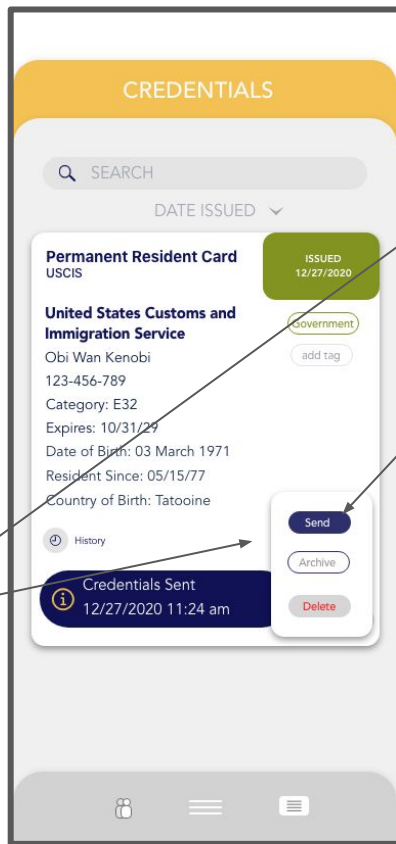 CREDENTIALS
SEARCH
DATE ISSUED
Permanent Resident Card
USCIS
ISSUED
12/27/2020
United States Customs and
Immigration Service
Government
add tag
Obi Wan Kenobi
123-456-789
Category: E32
Expires: 10/31/29
Date of Birth: 03 March 1971
Resident Since: 05/15/77
Country of Birth: Tatooine
History
Send
Archive
Delete
Credentials Sent
12/27/2020 11:24 am